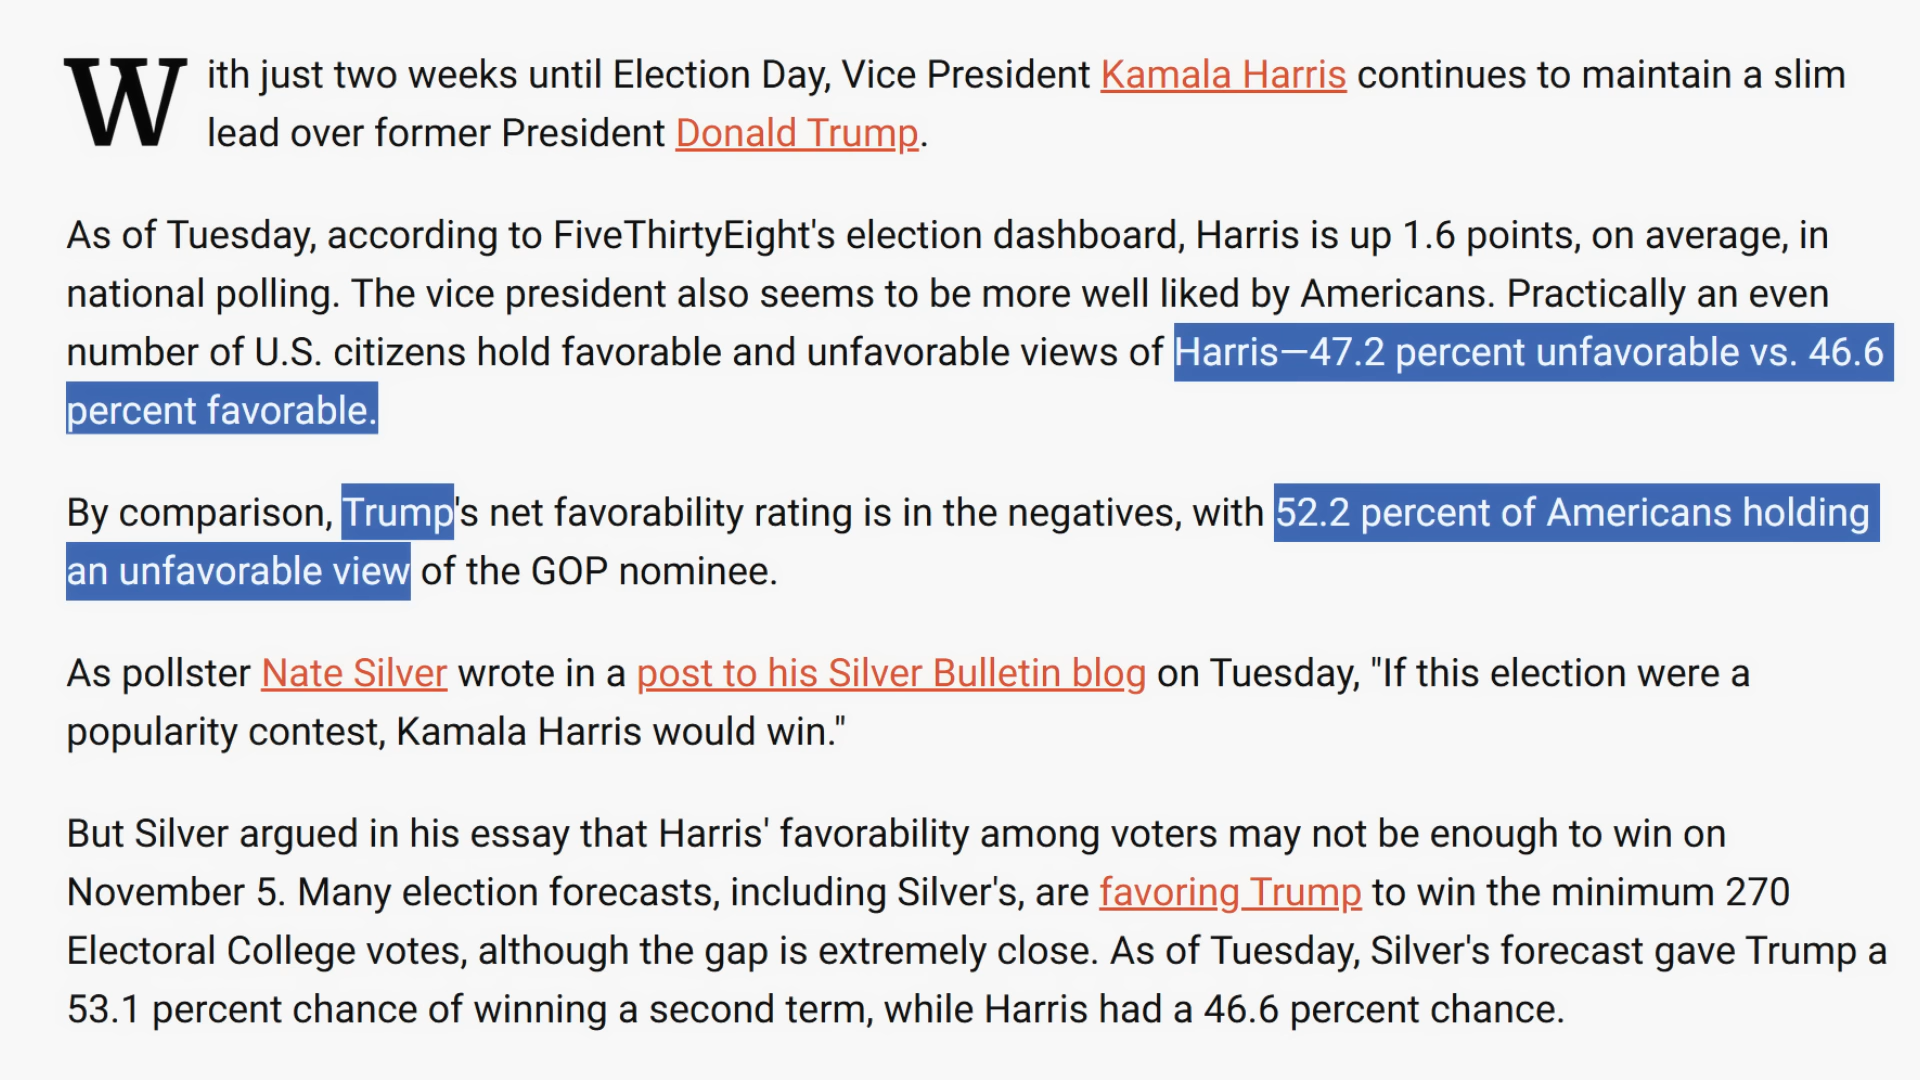 With just two weeks until Election Day, Vice President Kamala Harris continues to maintain a slim
lead over former President Donald Trump.
As of Tuesday, according to FiveThirtyEight's election dashboard, Harris is up 1.6 points, on average, in
national polling. The vice president also seems to be more well liked by Americans. Practically an even
number of U.S. citizens hold favorable and unfavorable views of Harris—47.2 percent unfavorable vs. 46.6
percent favorable.
By comparison, Trump's net favorability rating is in the negatives, with 52.2 percent of Americans holding
an unfavorable view of the GOP nominee.
As pollster Nate Silver wrote in a post to his Silver Bulletin blog on Tuesday, "If this election were a
popularity contest, Kamala Harris would win."
But Silver argued in his essay that Harris' favorability among voters may not be enough to win on
November 5. Many election forecasts, including Silver's, are favoring Trump to win the minimum 270
Electoral College votes, although the gap is extremely close. As of Tuesday, Silver's forecast gave Trump a
53.1 percent chance of winning a second term, while Harris had a 46.6 percent chance.